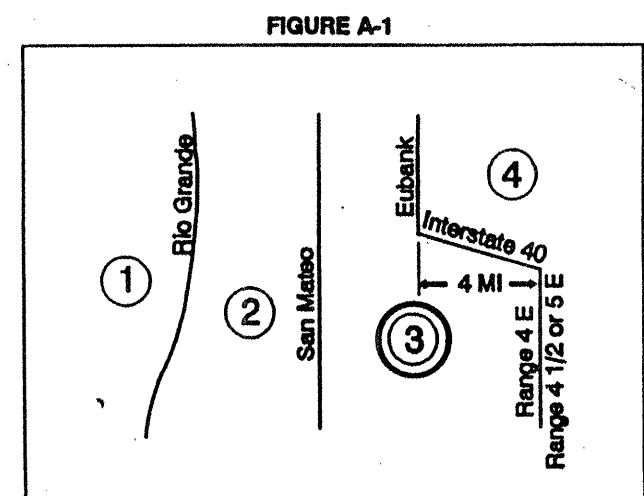 FIGURE A-1
Rio Grande
San Mateo
Eubank
4
Interstate 40
1
2
4 MI
3
Range 4 E
Range 4 1/2 or 5 E